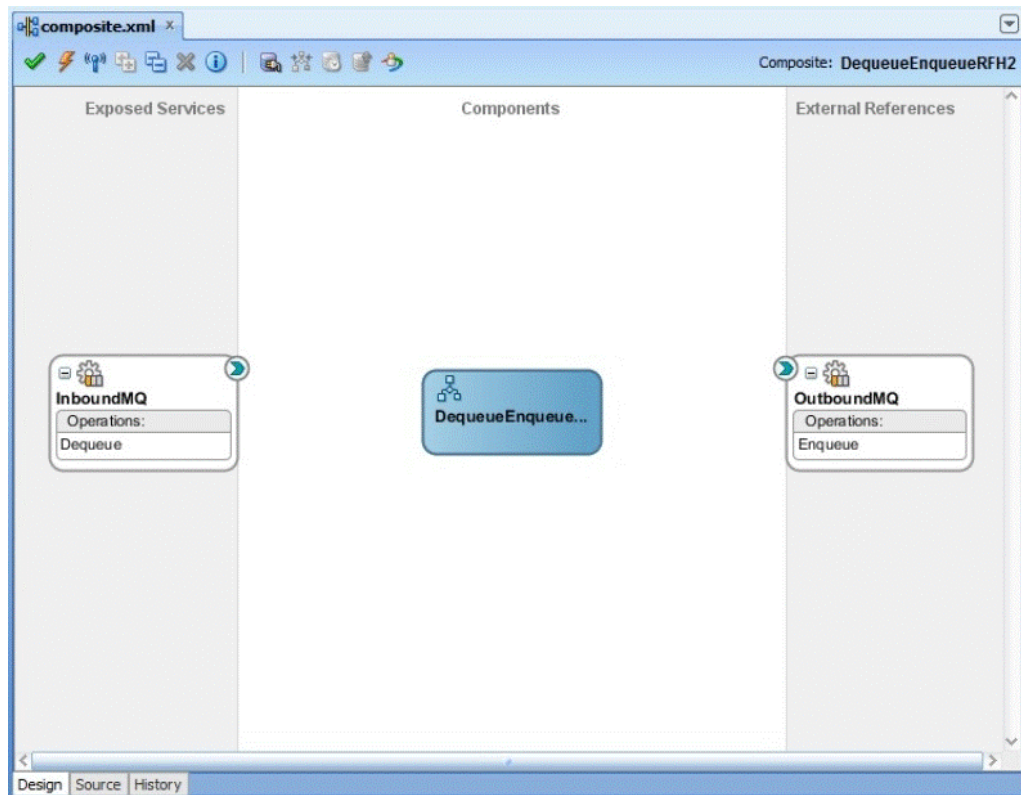 composite.xml
Composite: DequeueEnqueueRFH2
Exposed Services
Components
External References
InboundMQ
Operations:
Dequeue
DequeueEnqueue...
OutboundMQ
Operations:
Enqueue
Design Source History